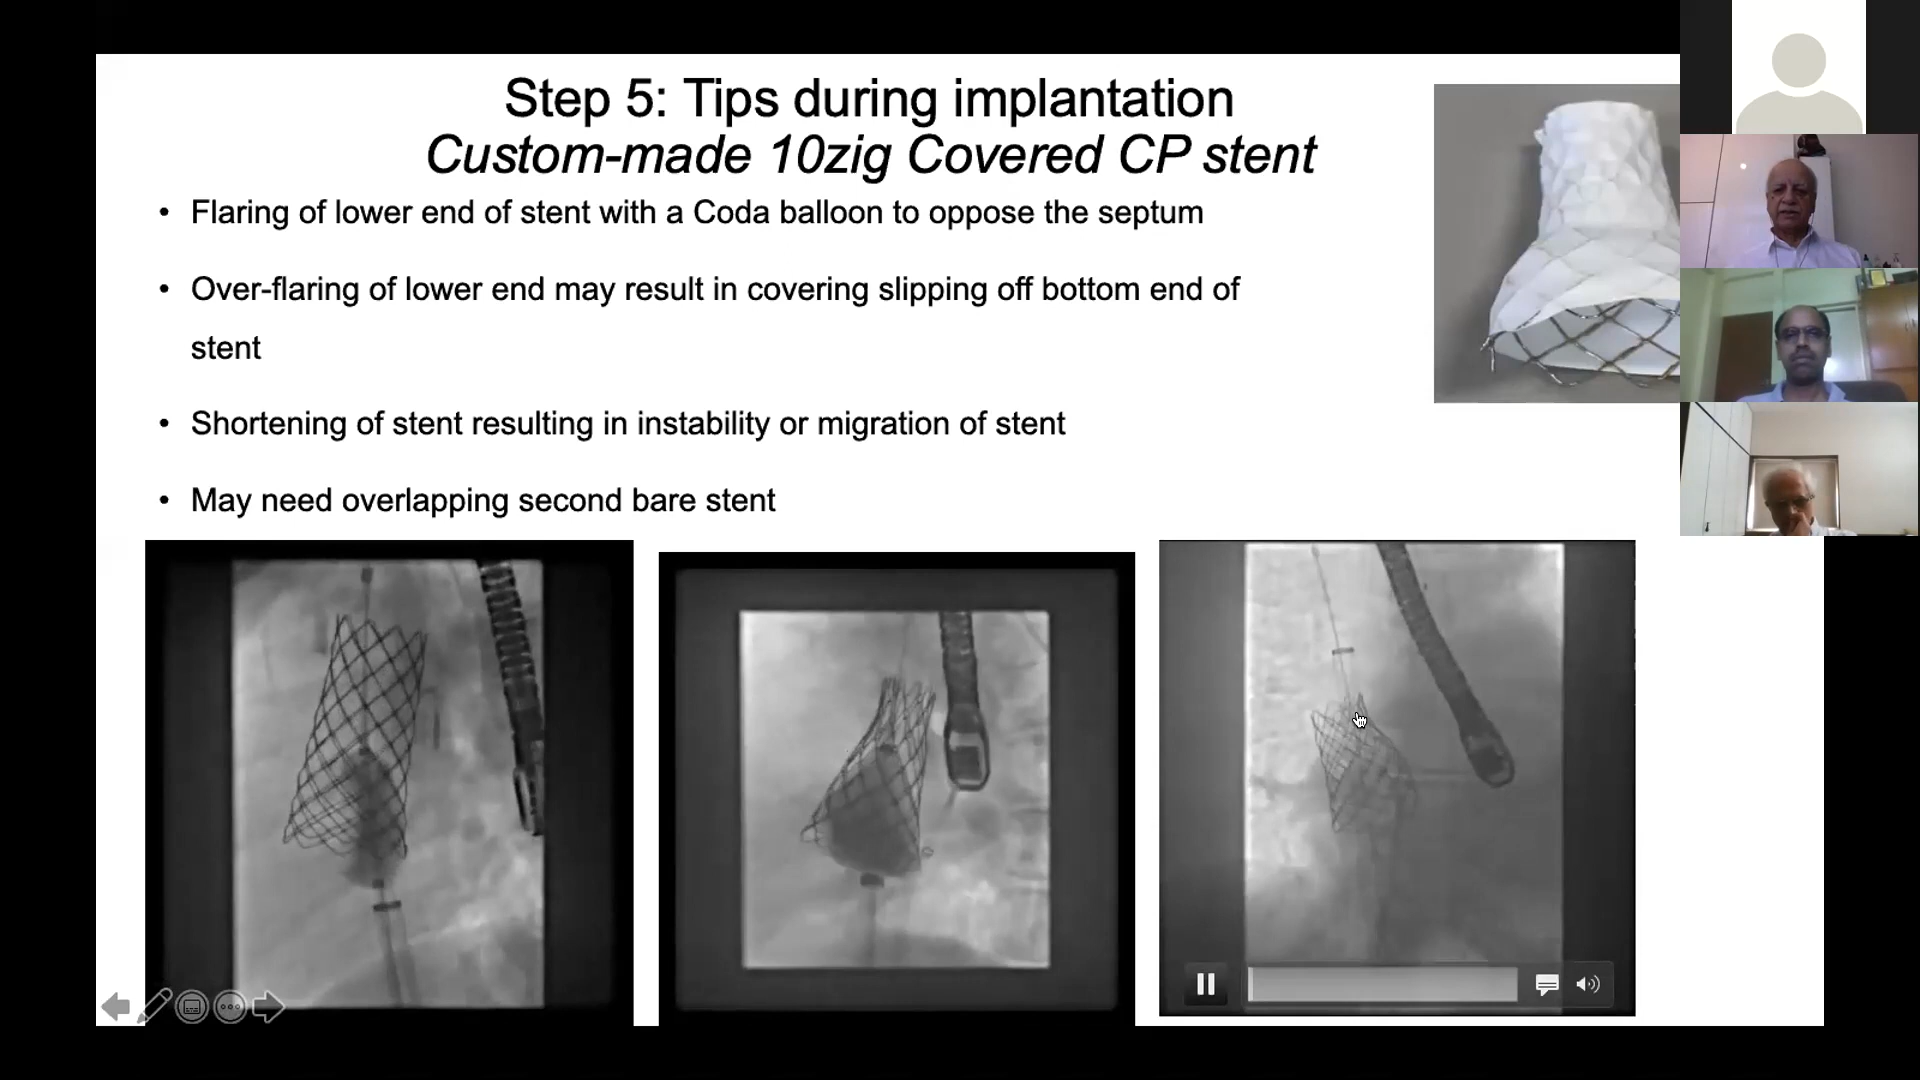 Step 5: Tips during implantation
Custom-made 10zig Covered CP stent
• Flaring of lower end of stent with a Coda balloon to oppose the septum
• Over-flaring of lower end may result in covering slipping off bottom end of
stent
• Shortening of stent resulting in instability or migration of stent
• May need overlapping second bare stent